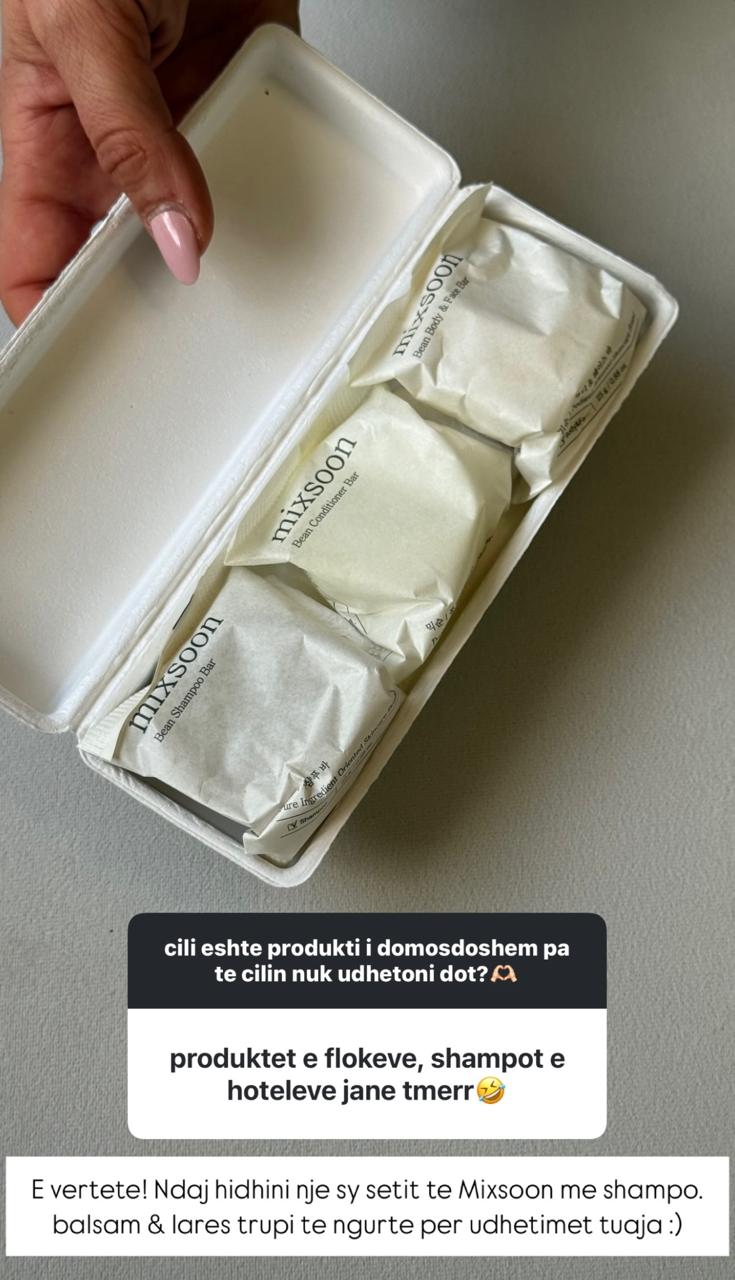 mixsoon
Bean Body & Face Bar
mixsoon
Bean Conditioner Bar
mixsoon
Bean Shampoo Bar
cili eshte produkti i domosdoshem pa
te cilin nuk udhetoni dot?🫶🏻
produktet e flokeve, shampot e
hoteleve jane tmerr🤣
E vertete! Ndaj hidhini nje sy setit te Mixsoon me shampo.
balsam & lares trupi te ngurte per udhetimet tuaja :)